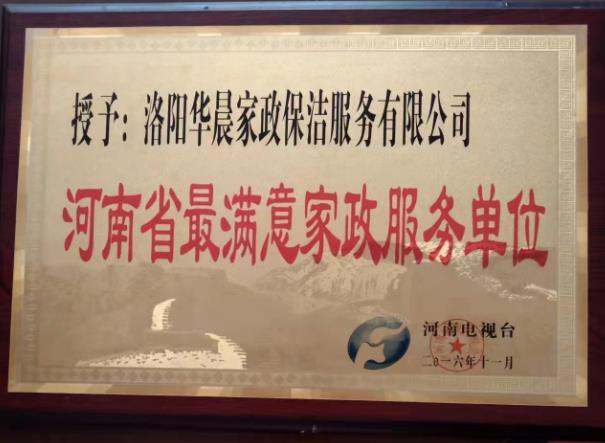 授予：洛阳华晨家政保洁服务有限公司
河南省最满意家政服务单位
河南电视台
二0一六年十一月